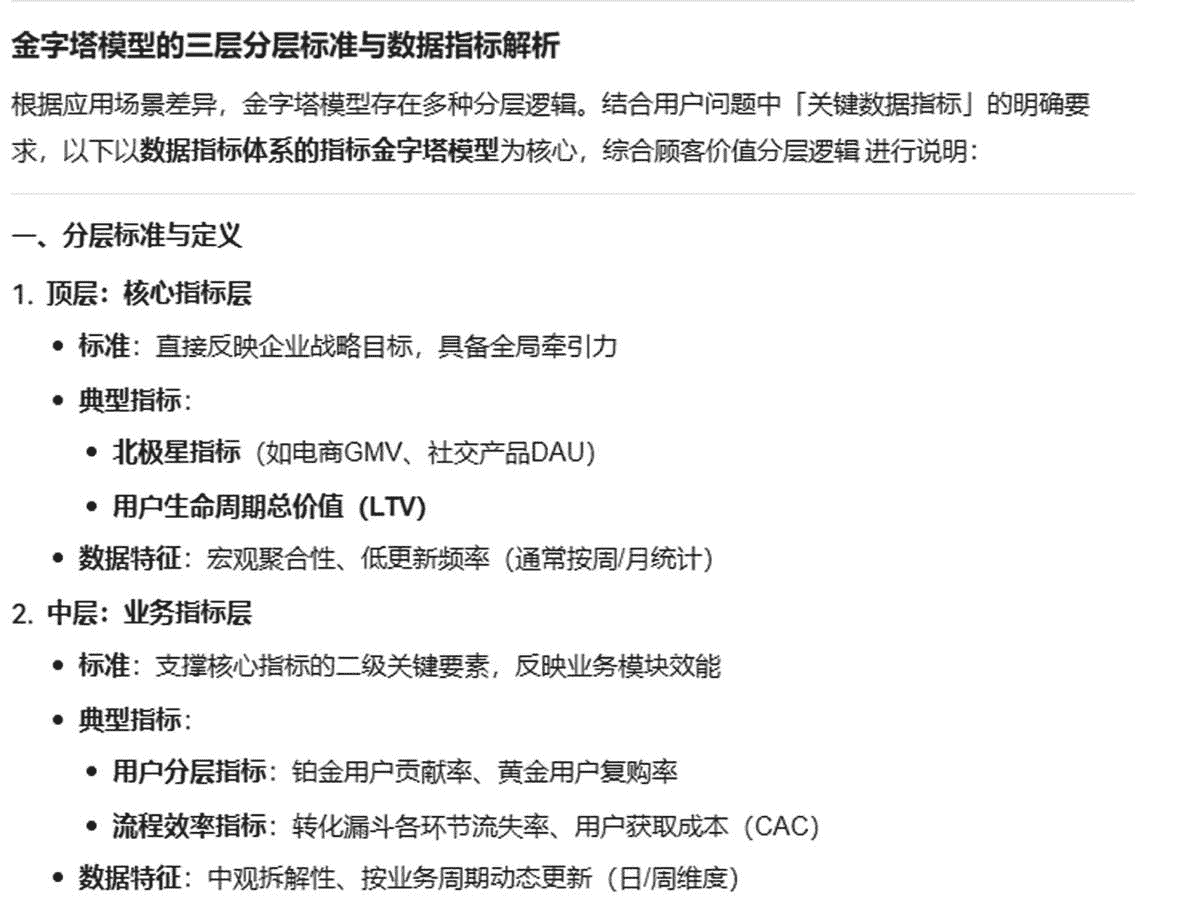 金字塔模型的三层分层标准与数据指标解析
根据应用场景差异，金字塔模型存在多种分层逻辑。结合用户问题中「关键数据指标」的明确要
求，以下以数据指标体系的指标金字塔模型为核心，综合顾客价值分层逻辑 进行说明：
一、分层标准与定义
1. 顶层：核心指标层
• 标准：直接反映企业战略目标，具备全局牵引力
• 典型指标：
• 北极星指标（如电商GMV、社交产品DAU）
• 用户生命周期总价值（LTV）
• 数据特征：宏观聚合性、低更新频率（通常按周/月统计）
2. 中层：业务指标层
• 标准：支撑核心指标的二级关键要素，反映业务模块效能
• 典型指标：
• 用户分层指标：铂金用户贡献率、黄金用户复购率
• 流程效率指标：转化漏斗各环节流失率、用户获取成本（CAC）
• 数据特征：中观拆解性、按业务周期动态更新（日/周维度）